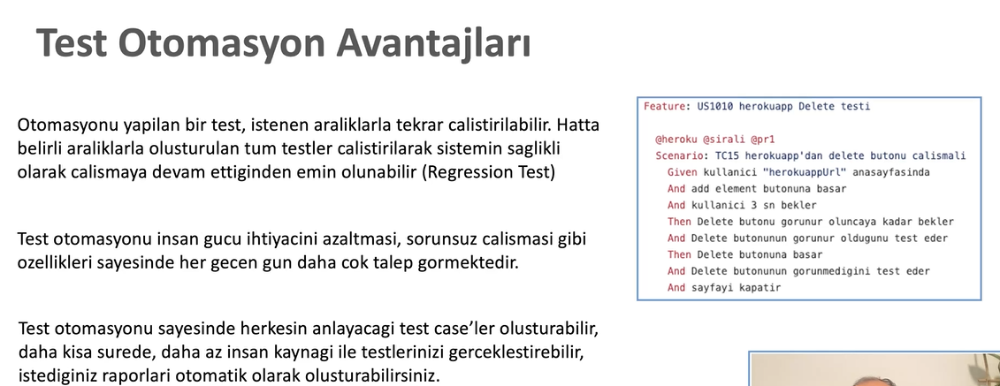 Test Otomasyon Avantajları
Otomasyonu yapilan bir test, istenen araliklarla tekrar calistirilabilir. Hatta
belirli araliklarla olusturulan tum testler calistirilarak sistemin saglikli
olarak calismaya devam ettiginden emin olunabilir (Regression Test)
Test otomasyonu insan gucu ihtiyacini azaltmasi, sorunsuz calismasi gibi
ozellikleri sayesinde her gecen gun daha cok talep gormektedir.
Test otomasyonu sayesinde herkesin anlayacagi test case’ler olusturabilir,
daha kisa surede, daha az insan kaynagi ile testlerinizi gerceklestirebilir,
istediginiz raporlari otomatik olarak olusturabilirsiniz.
Feature: US1010 herokuapp Delete testi
@heroku @sirali @pr1
Scenario: TC15 herokuapp'dan delete butonu calismali
Given kullanici "herokuappUrl" anasayfasinda
And add element butonuna basar
And kullanici 3 sn bekler
Then Delete butonu gorunur oluncaya kadar bekler
And Delete butonunun gorunur oldugunu test eder
Then Delete butonuna basar
And Delete butonunun gorunmedigini test eder
And sayfayi kapatir